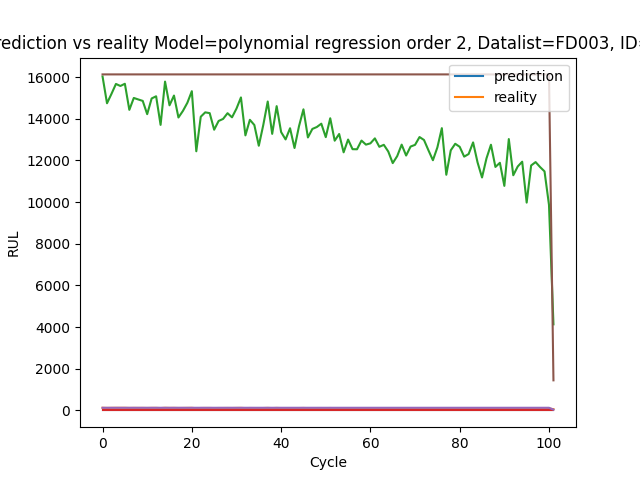 rediction vs reality Model=polynomial regression order 2, Datalist=FD003, ID=
prediction
reality
RUL
16000
14000
12000
10000
8000
6000
4000
2000
0
0 20 40 60 80 100
Cycle